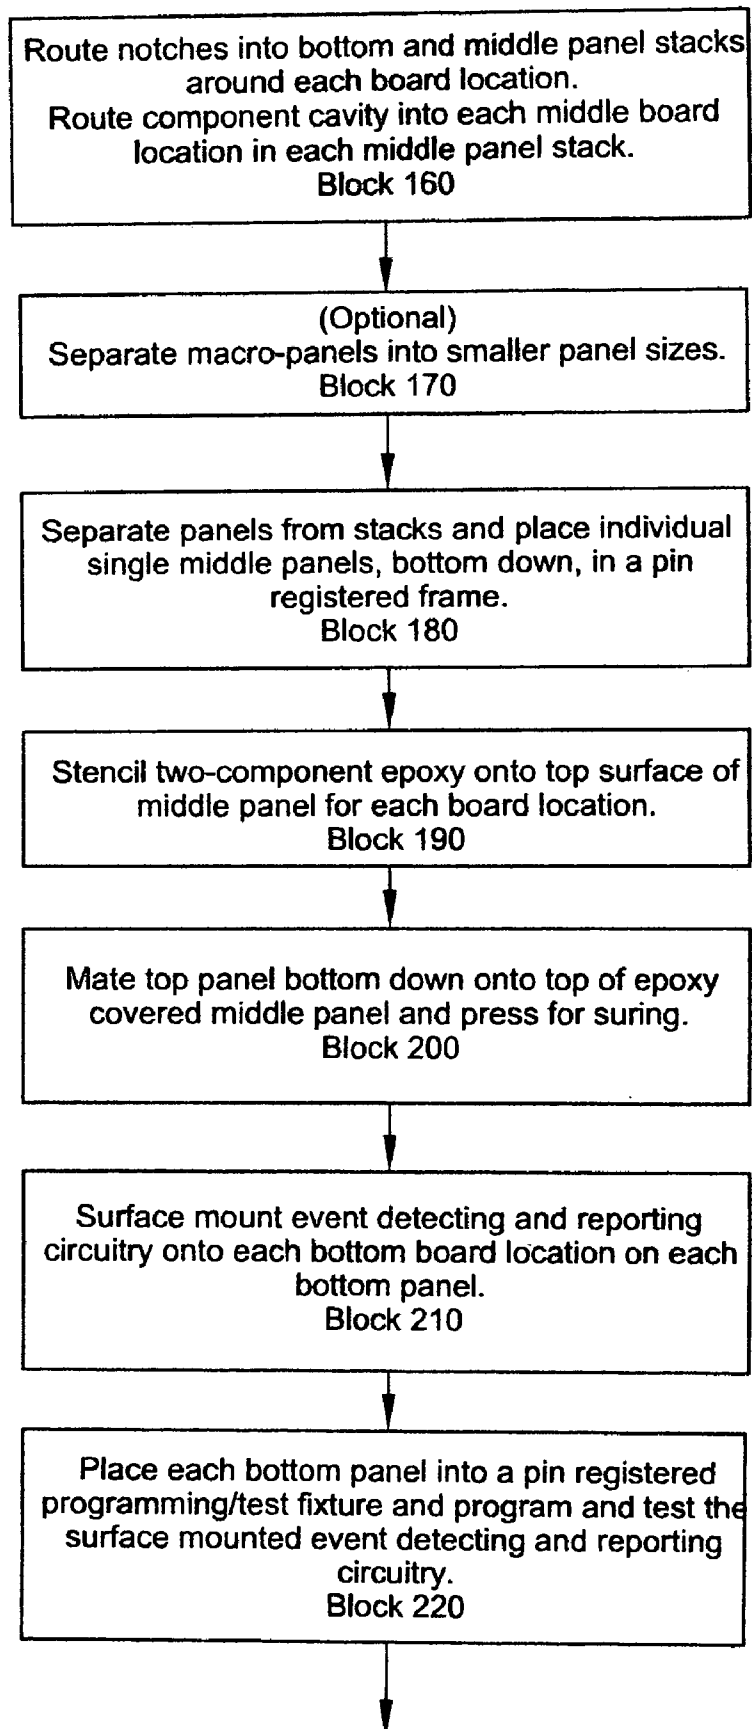 Route notches into bottom and middle panel stacks
around each board location.
Route component cavity into each middle board
location in each middle panel stack.
Block 160
(Optional)
Separate macro-panels into smaller panel sizes.
Block 170
Separate panels from stacks and place individual
single middle panels, bottom down, in a pin
registered frame.
Block 180
Stencil two-component epoxy onto top surface of
middle panel for each board location.
Block 190
Mate top panel bottom down onto top of epoxy
covered middle panel and press for suring.
Block 200
Surface mount event detecting and reporting
circuitry onto each bottom board location on each
bottom panel.
Block 210
Place each bottom panel into a pin registered
programming/test fixture and program and test the
surface mounted event detecting and reporting
circuitry.
Block 220